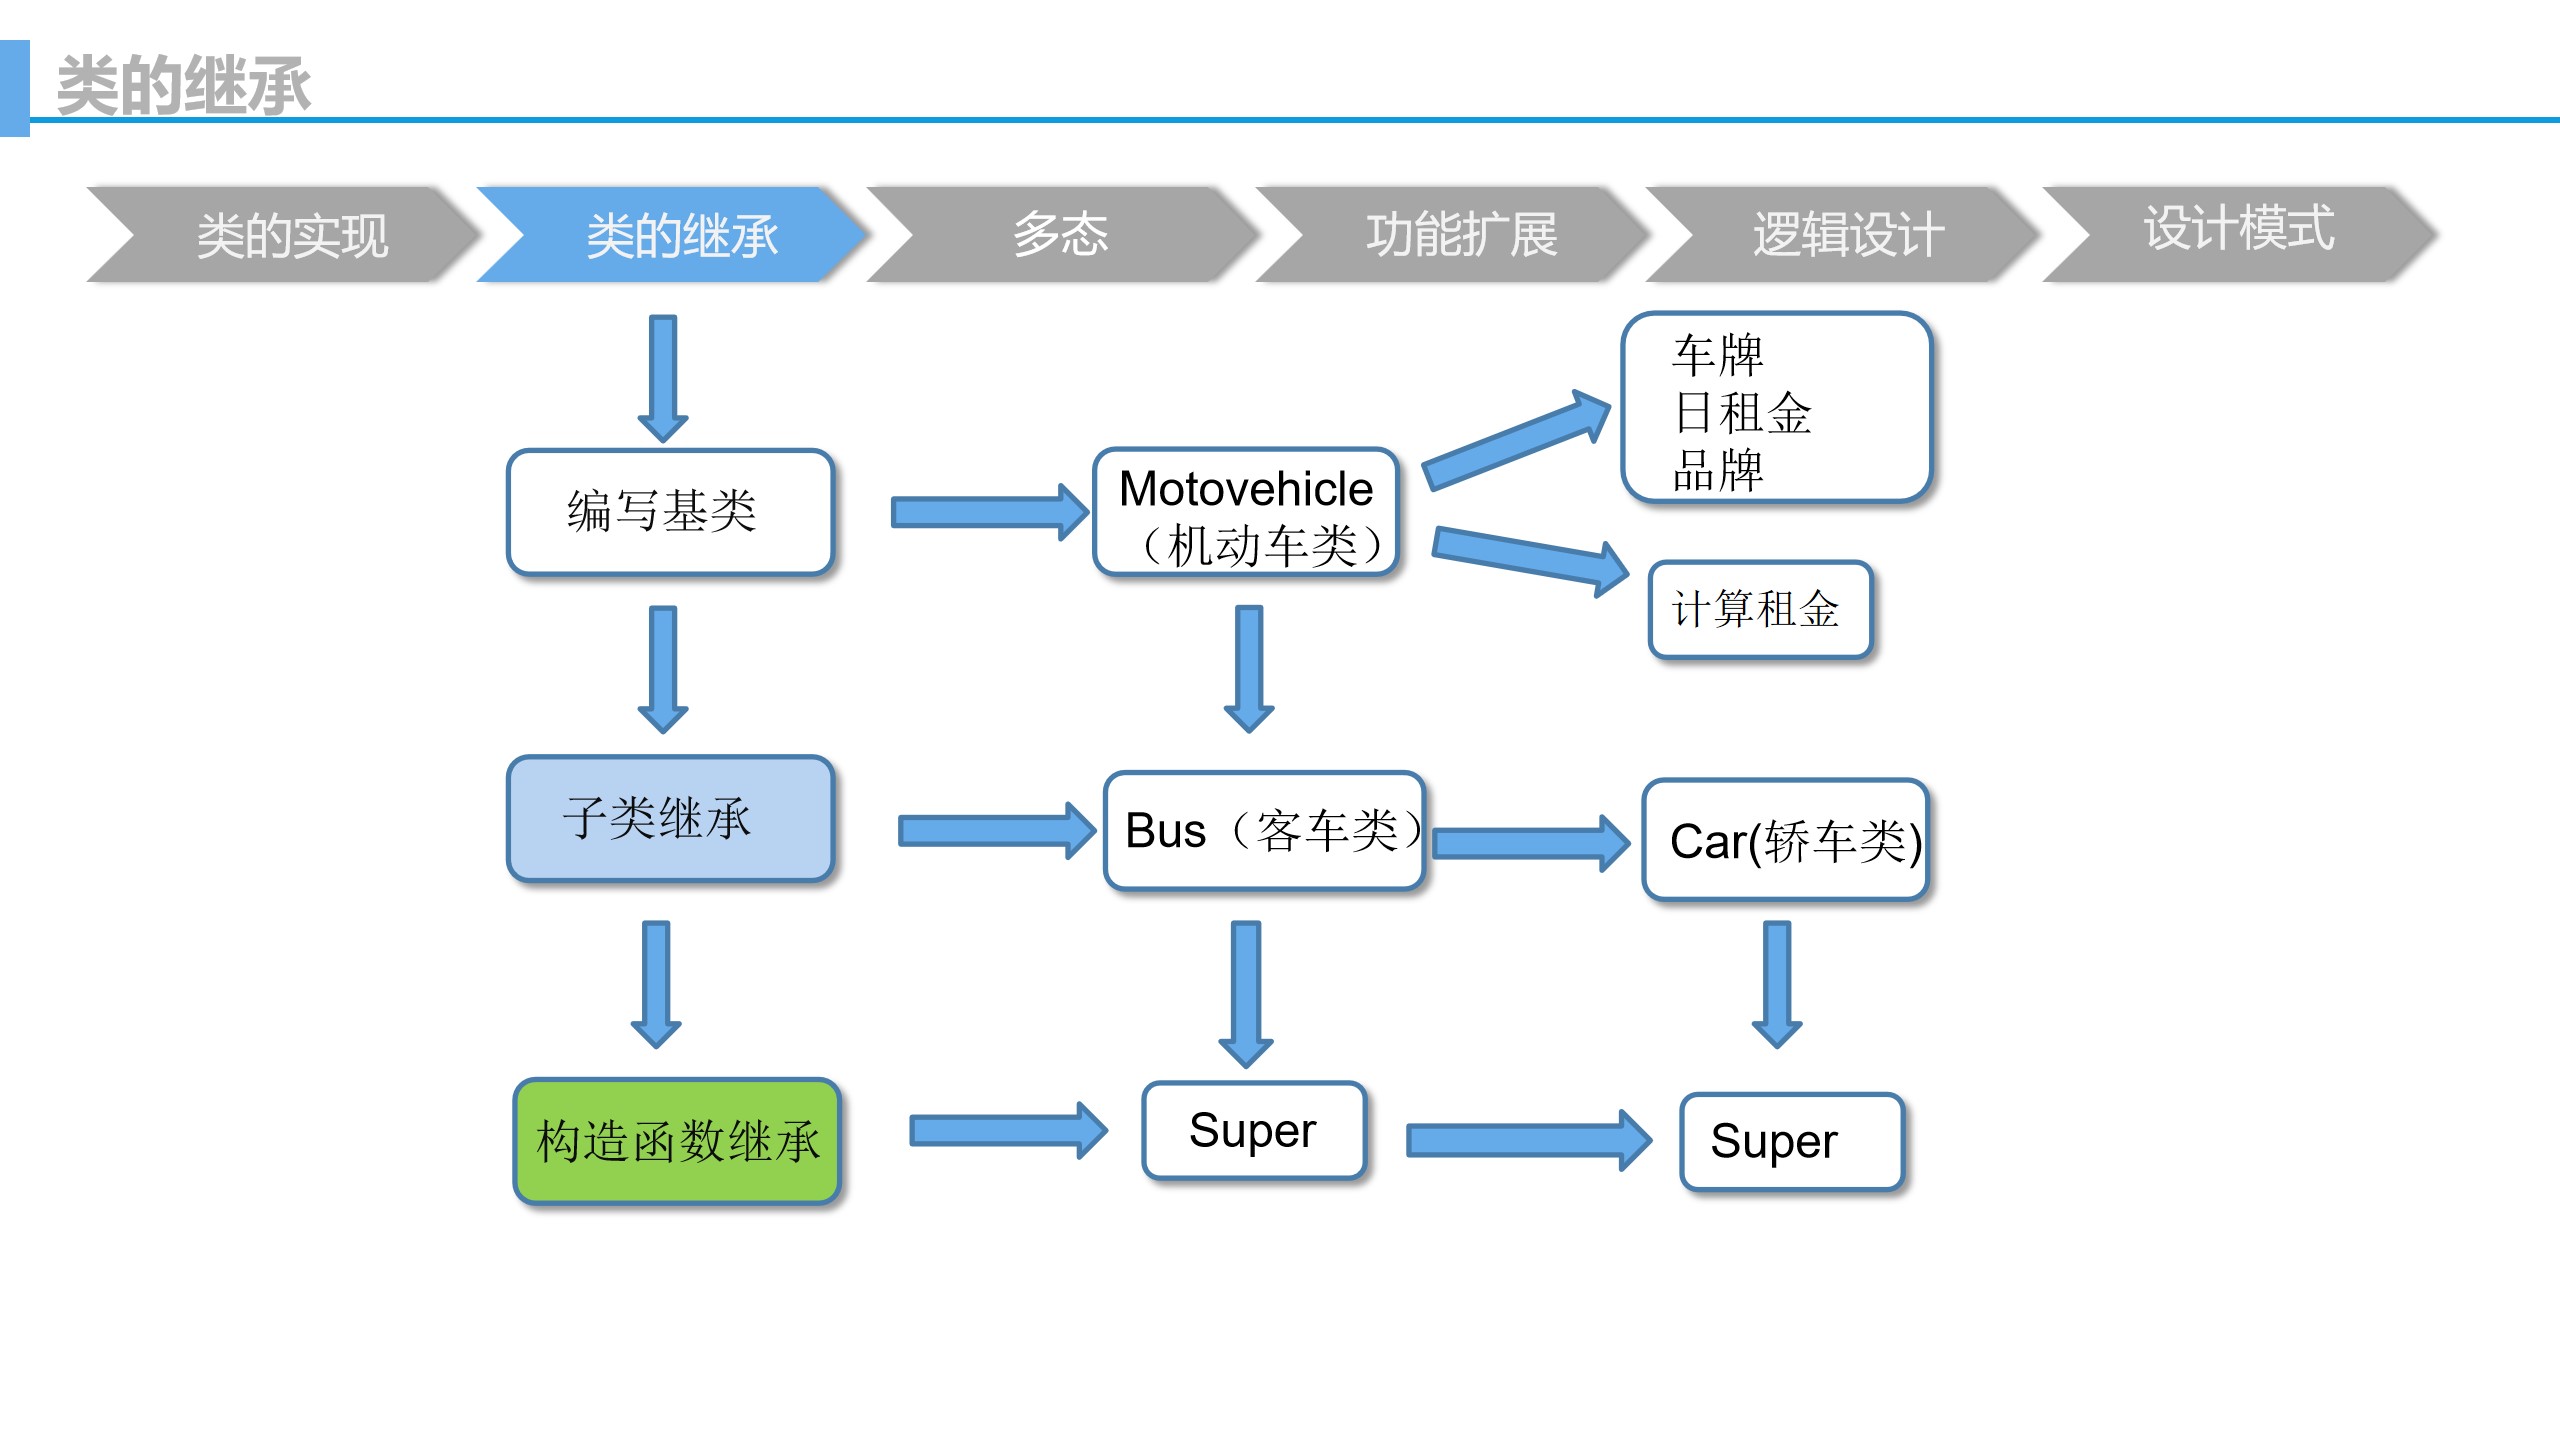 类的继承
类的实现
类的继承
多态
功能扩展
逻辑设计
设计模式
车牌
日租金
品牌
编写基类
Motovehicle
（机动车类）
计算租金
子类继承
Bus（客车类）
Car(轿车类)
构造函数继承
Super
Super